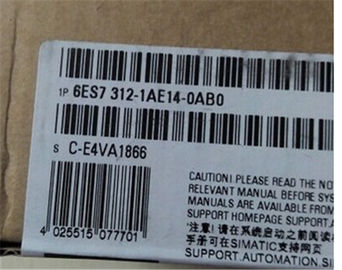 1P 6ES7 312-1AE14-0AB0
S C-E4VA1866
CAUTION! PLEASE READ THE NO
RELEVANT MANUAL BEFORE SYS
MANUALS ARE AVAILABLE FROM
SUPPORT HOMEPAGE SUPPORT.A
'注意! 请在系统启动之前阅读
手册可在SIMATIC支持网页
SUPPORT.AUTOMATION.SI
4 025515 077701